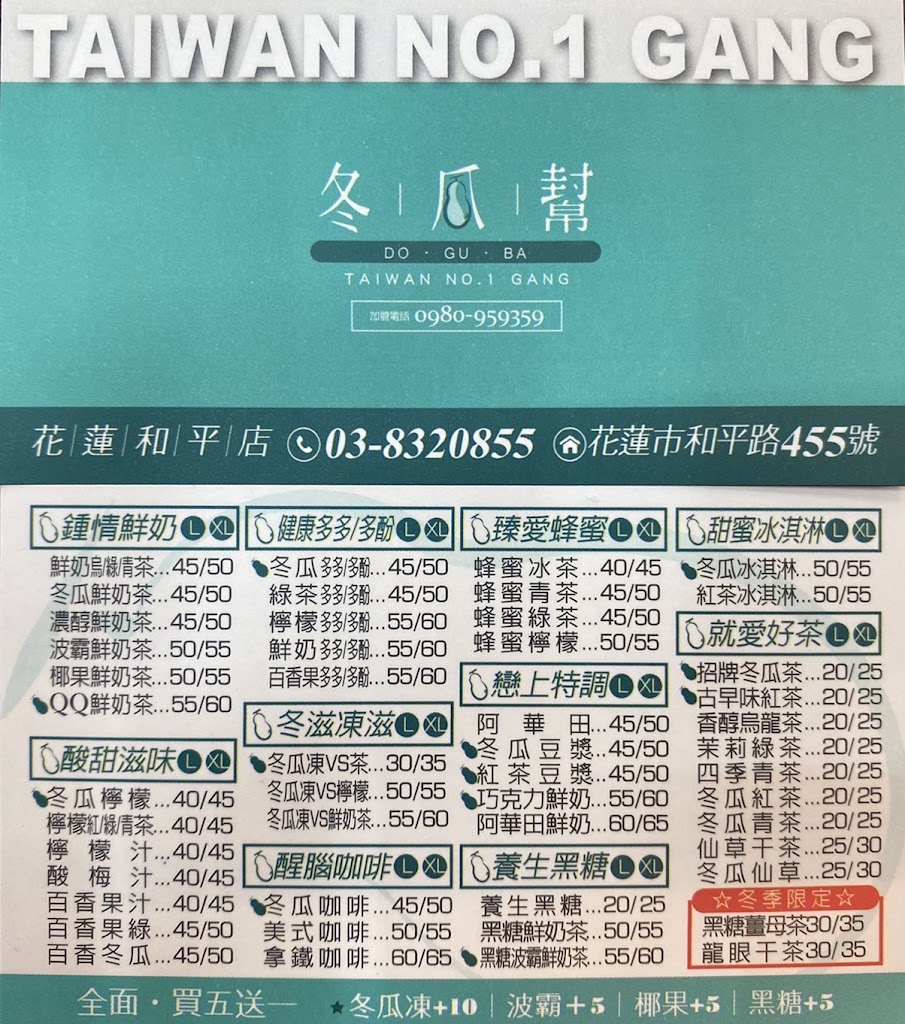 TAIWAN NO.1 GANG
冬|瓜|幫
DO·GU·BA
TAIWAN NO.1 GANG
加盟電話 0980-959359
花|蓮|和|平|店 03-8320855 花蓮市和平路455號
鍾情鮮奶 L XL
鮮奶烏/綠/青茶...45/50
冬瓜鮮奶茶...45/50
濃醇鮮奶茶...45/50
波霸鮮奶茶...50/55
椰果鮮奶茶...50/55
QQ鮮奶茶...55/60
酸甜滋味 L XL
冬瓜檸檬...40/45
檸檬紅/綠/青茶...40/45
檸檬汁...40/45
酸梅汁...40/45
百香果汁...40/45
百香果綠...45/50
百香冬瓜...45/50
健康多多/多酚 L XL
冬瓜多多/多酚...45/50
綠茶多多/多酚...45/50
檸檬多多/多酚...55/60
鮮奶多多/多酚...55/60
百香果多多/多酚...55/60
冬滋凍滋 L XL
冬瓜凍VS茶...30/35
冬瓜凍VS檸檬...50/55
冬瓜凍VS鮮奶茶...55/60
醒腦咖啡 L XL
冬瓜咖啡...45/50
美式咖啡...50/55
拿鐵咖啡...60/65
臻愛蜂蜜 L XL
蜂蜜冰茶...40/45
蜂蜜青茶...45/50
蜂蜜綠茶...45/50
蜂蜜檸檬...50/55
戀上特調 L XL
阿華田...45/50
冬瓜豆漿...45/50
紅茶豆漿...45/50
巧克力鮮奶...55/60
阿華田鮮奶...60/65
養生黑糖 L XL
養生黑糖...20/25
黑糖鮮奶茶...50/55
黑糖波霸鮮奶茶...55/60
甜蜜冰淇淋 L XL
冬瓜冰淇淋...50/55
紅茶冰淇淋...50/55
就愛好茶 L XL
招牌冬瓜茶...20/25
古早味紅茶...20/25
香醇烏龍茶...20/25
茉莉綠茶...20/25
四季青茶...20/25
冬瓜紅茶...20/25
冬瓜青茶...20/25
仙草干茶...25/30
冬瓜仙草...25/30
☆冬季限定☆
黑糖薑母茶30/35
龍眼干茶30/35
全面·買五送一 ★冬瓜凍+10|波霸+5|椰果+5|黑糖+5